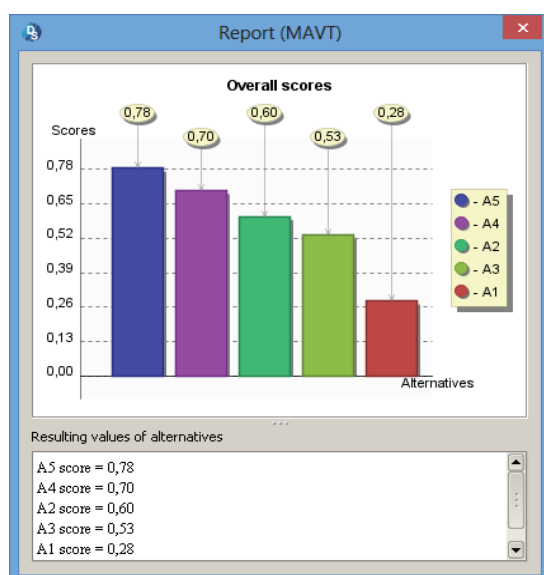 Report (MAVT)
Overall scores
0,78
0,70
0,60
0,53
0,28
Scores
0,78
0,65
0,52
0,39
0,26
0,13
0,00
Alternatives
- A5
- A4
- A2
- A3
- A1
Resulting values of alternatives
A5 score = 0,78
A4 score = 0,70
A2 score = 0,60
A3 score = 0,53
A1 score = 0,28